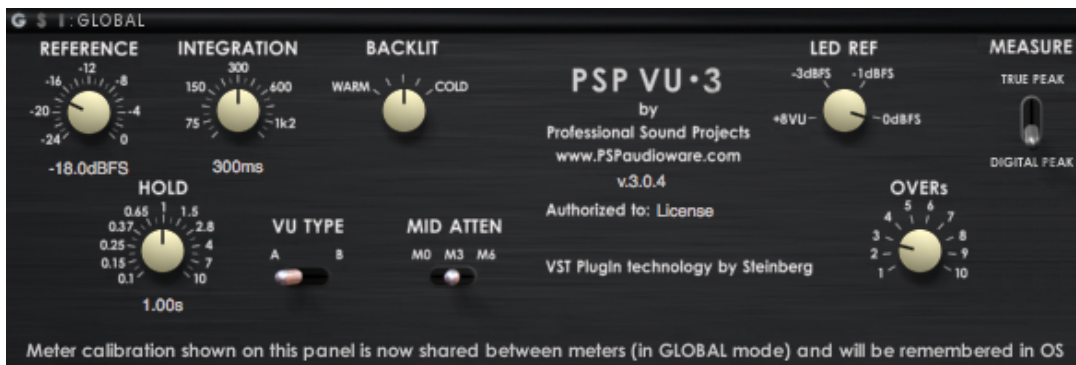 G S I : GLOBAL
REFERENCE
-12
-16 -8
-20 -4
-24 0
-18.0dBFS
INTEGRATION
300
150 600
75 1k2
300ms
BACKLIT
WARM COLD
PSP VU•3
by
Professional Sound Projects
www.PSPaudioware.com
v.3.0.4
Authorized to: License
VST PlugIn technology by Steinberg
LED REF
-3dBFS -1dBFS
+8VU 0dBFS
MEASURE
TRUE PEAK
DIGITAL PEAK
HOLD
1
0.65 1.5
0.37 2.8
0.25 4
0.15 7
0.1 10
1.00s
VU TYPE
A B
MID ATTEN
M0 M3 M6
OVERs
5 6
4 7
3 8
2 9
1 10
Meter calibration shown on this panel is now shared between meters (in GLOBAL mode) and will be remembered in OS